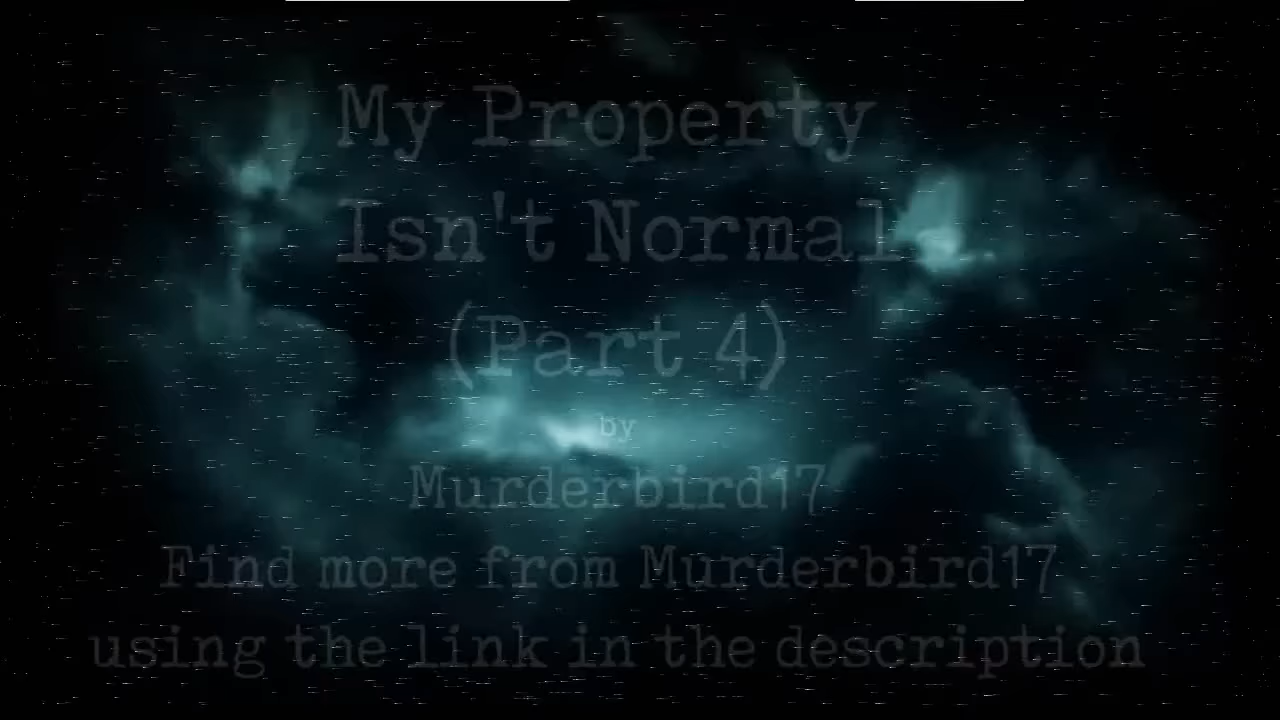 My Property
Isn't Normal
(Part 4)
by
Murderbird17
Find more from Murderbird17
using the link in the description